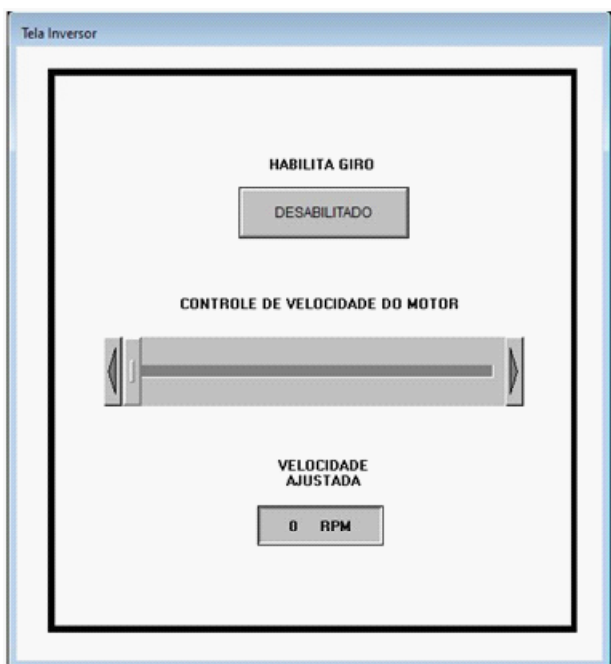 Tela Inversor
HABILITA GIRO
DESABILITADO
CONTROLE DE VELOCIDADE DO MOTOR
VELOCIDADE
AJUSTADA
0 RPM